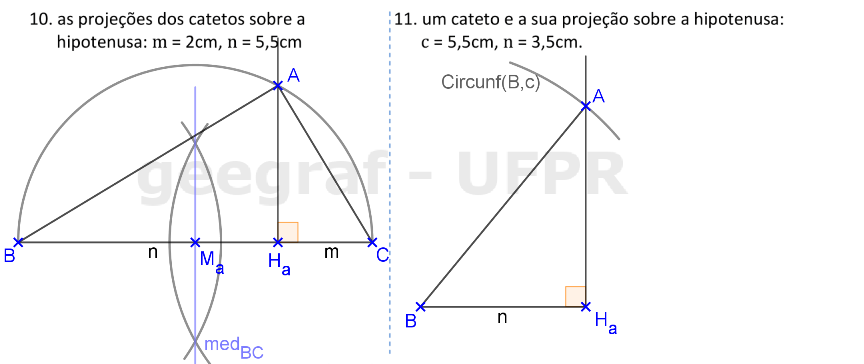 10. as projeções dos catetos sobre a
hipotenusa: m = 2cm, n = 5,5cm
A
B
n
Mₐ
Hₐ
m
C
med_BC
11. um cateto e a sua projeção sobre a hipotenusa:
c = 5,5cm, n = 3,5cm.
Circunf(B,c)
A
B
n
Hₐ
geegraf – UFPR